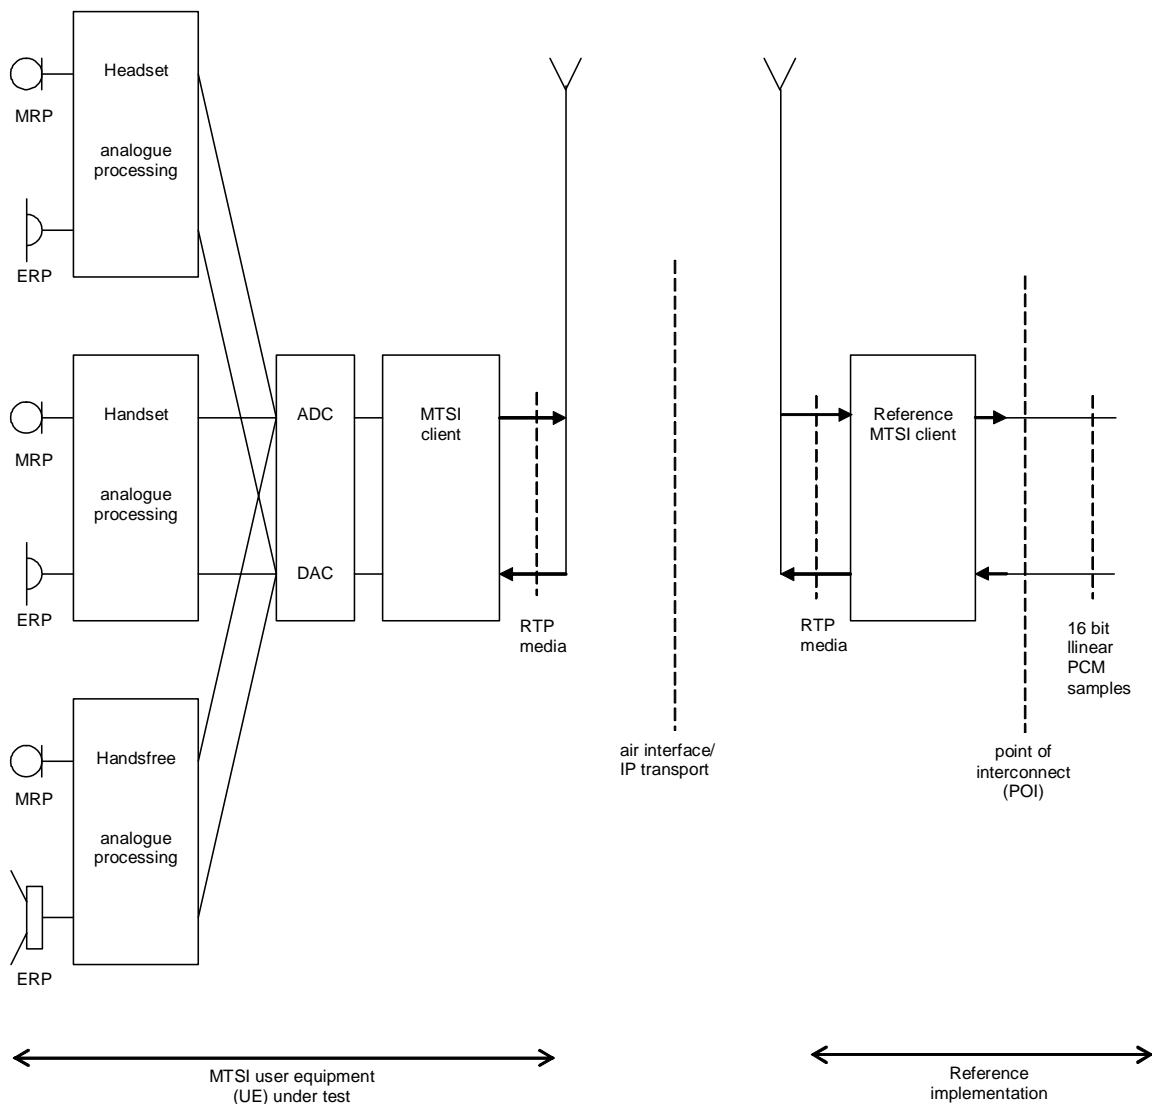 Headset
MRP
analogue
processing
ERP
Handset
MRP
analogue
processing
ERP
Handsfree
MRP
analogue
processing
ERP
ADC
DAC
MTSI
client
RTP
media
air interface/
IP transport
RTP
media
Reference
MTSI client
point of
interconnect
(POI)
16 bit
llinear
PCM
samples
MTSI user equipment
(UE) under test
Reference
implementation